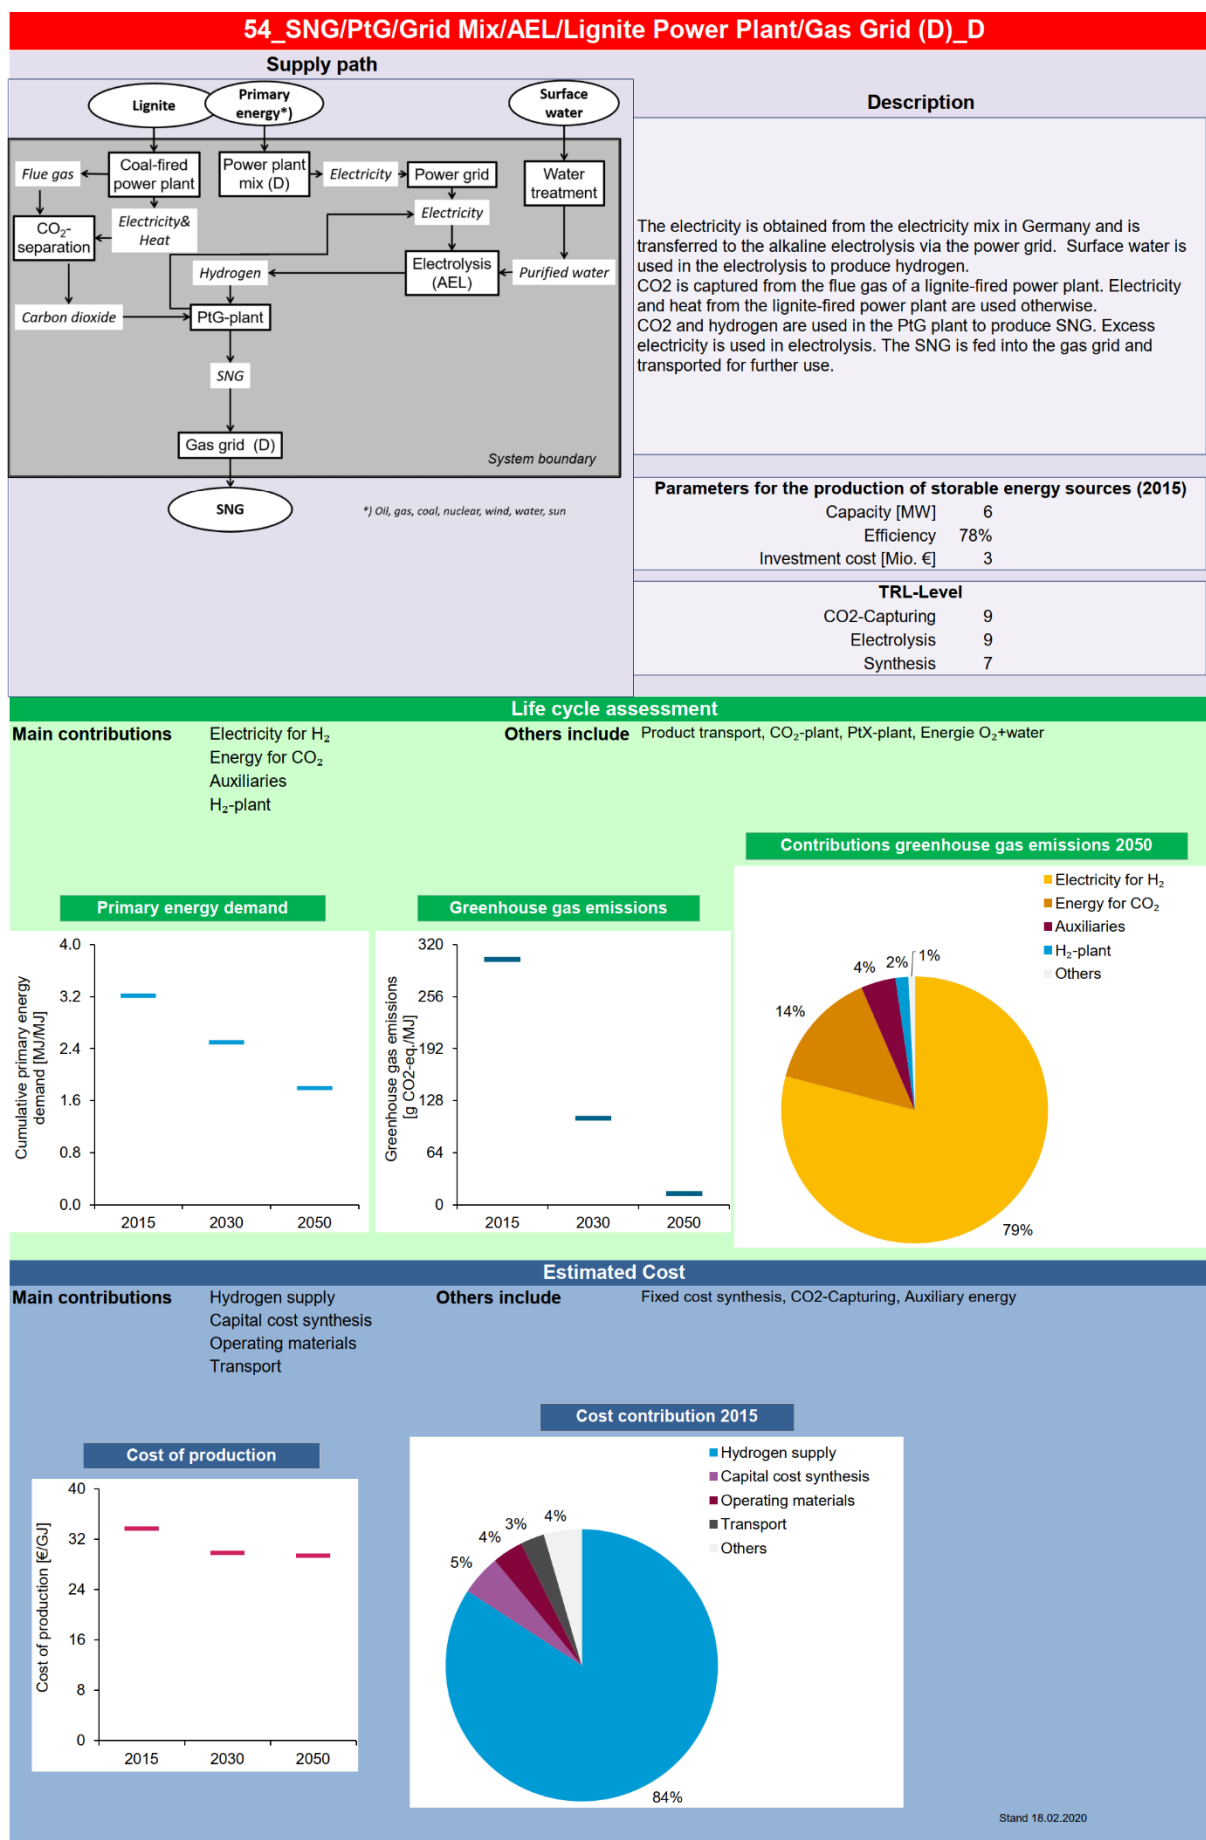 54_SNG/PtG/Grid Mix/AEL/Lignite Power Plant/Gas Grid (D)_D
Supply path
Lignite
Primary
energy*)
Surface
water
Flue gas
Coal-fired
power plant
Power plant
mix (D)
Electricity
Power grid
Water
treatment
CO₂-
separation
Electricity&
Heat
Electricity
Hydrogen
Electrolysis
(AEL)
Purified water
Carbon dioxide
PtG-plant
SNG
Gas grid (D)
System boundary
SNG
*) Oil, gas, coal, nuclear, wind, water, sun
Description
The electricity is obtained from the electricity mix in Germany and is
transferred to the alkaline electrolysis via the power grid. Surface water is
used in the electrolysis to produce hydrogen.
CO2 is captured from the flue gas of a lignite-fired power plant. Electricity
and heat from the lignite-fired power plant are used otherwise.
CO2 and hydrogen are used in the PtG plant to produce SNG. Excess
electricity is used in electrolysis. The SNG is fed into the gas grid and
transported for further use.
Parameters for the production of storable energy sources (2015)
Capacity [MW] 6
Efficiency 78%
Investment cost [Mio. €] 3
TRL-Level
CO2-Capturing 9
Electrolysis 9
Synthesis 7
Life cycle assessment
Main contributions
Electricity for H₂
Energy for CO₂
Auxiliaries
H₂-plant
Others include
Product transport, CO₂-plant, PtX-plant, Energie O₂+water
Primary energy demand
Cumulative primary energy
demand [MJ/MJ]
4.0
3.2
2.4
1.6
0.8
0.0
2015 2030 2050
Greenhouse gas emissions
Greenhouse gas emissions
[g CO2-eq./MJ]
320
256
192
128
64
0
2015 2030 2050
Contributions greenhouse gas emissions 2050
Electricity for H₂
Energy for CO₂
Auxiliaries
H₂-plant
Others
14%
4%
2%
1%
79%
Estimated Cost
Main contributions
Hydrogen supply
Capital cost synthesis
Operating materials
Transport
Others include
Fixed cost synthesis, CO2-Capturing, Auxiliary energy
Cost of production
Cost of production [€/GJ]
40
32
24
16
8
0
2015 2030 2050
Cost contribution 2015
Hydrogen supply
Capital cost synthesis
Operating materials
Transport
Others
5%
4%
3%
4%
84%
Stand 18.02.2020